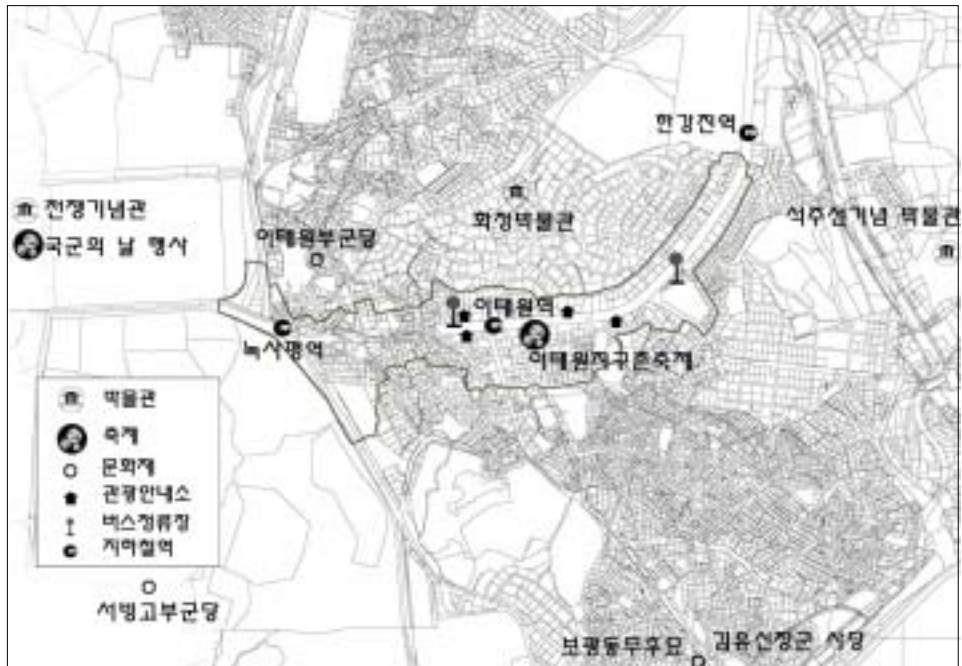 한강진역
전쟁기념관
화정박물관
석주선기념 박물관
국군의 날 행사
이태원부군당
이태원역
녹사평역
이태원지구촌축제
박물관
축제
문화재
관광안내소
버스정류장
지하철역
서빙고부군당
보광동무후묘
김유신장군 사당